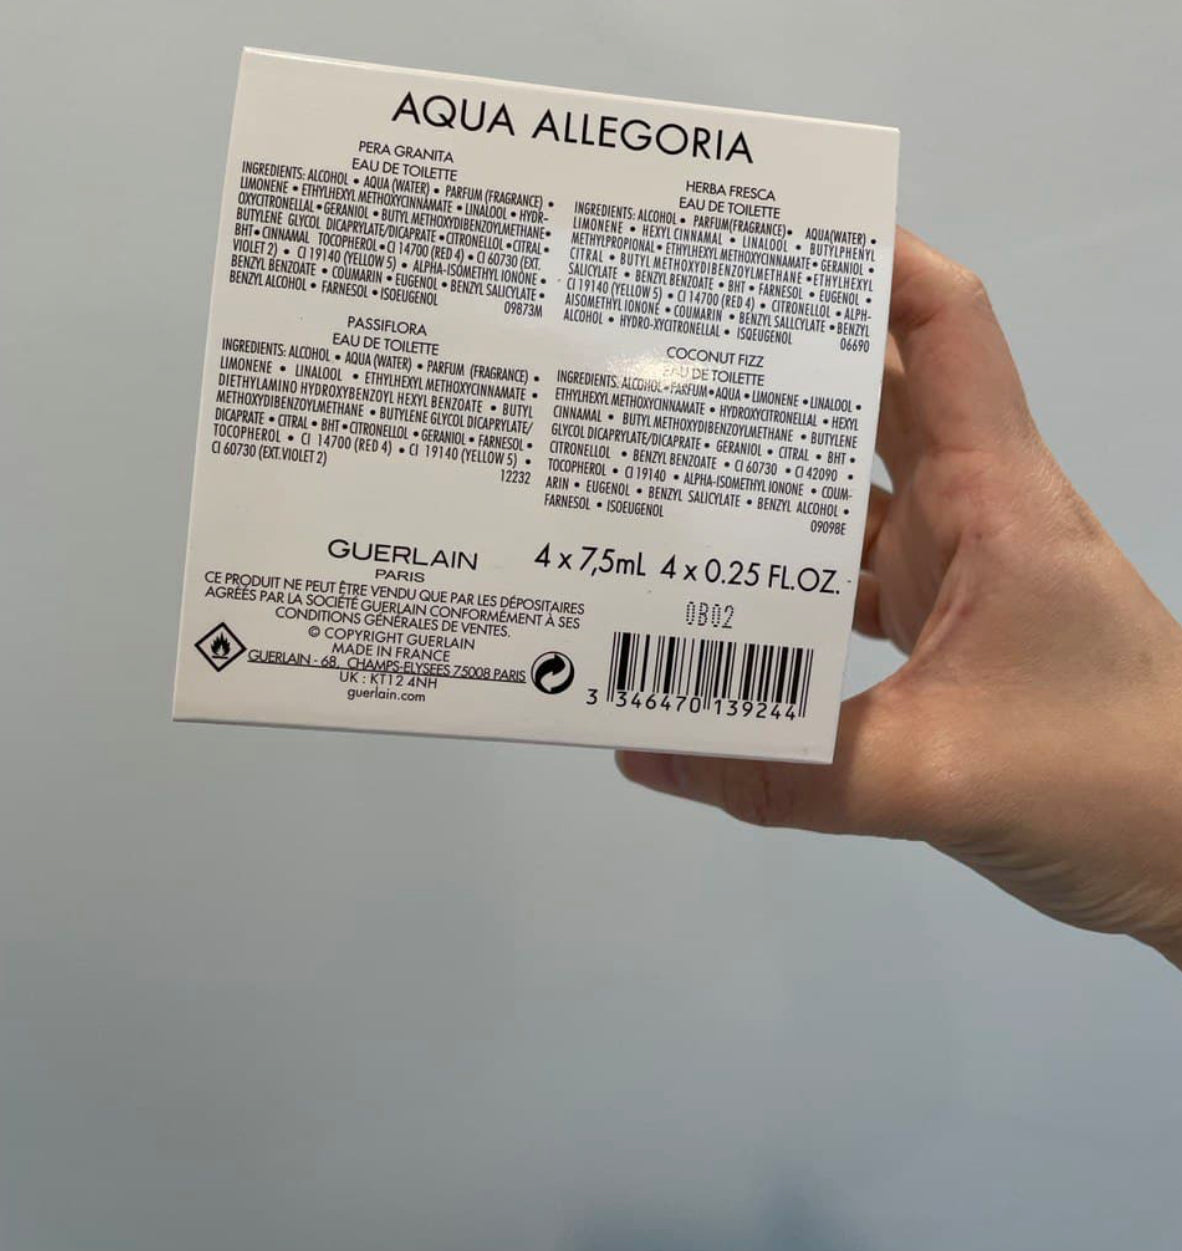 AQUA ALLEGORIA
PERA GRANITA
EAU DE TOILETTE
INGREDIENTS: ALCOHOL • AQUA (WATER) • PARFUM (FRAGRANCE) •
LIMONENE • ETHYLHEXYL METHOXYCINNAMATE • LINALOOL • HYDR-
OXYCITRONELLAL • GERANIOL • BUTYL METHOXYDIBENZOYLMETHANE •
BUTYLENE GLYCOL DICAPRYLATE/DICAPRATE • CITRONELLOL • CITRAL •
BHT • CINNAMAL TOCOPHEROL • CI 14700 (RED 4) • CI 60730 (EXT.
VIOLET 2) • CI 19140 (YELLOW 5) • ALPHA-ISOMETHYL IONONE •
BENZYL BENZOATE • COUMARIN • EUGENOL • BENZYL SALICYLATE •
BENZYL ALCOHOL • FARNESOL • ISOEUGENOL
09873M
HERBA FRESCA
EAU DE TOILETTE
INGREDIENTS: ALCOHOL • PARFUM(FRAGRANCE) • AQUA(WATER) •
LIMONENE • HEXYL CINNAMAL • LINALOOL • BUTYLPHENYL
METHYLPROPIONAL • ETHYLHEXYL METHOXYCINNAMATE • GERANIOL •
CITRAL • BUTYL METHOXYDIBENZOYLMETHANE • ETHYLHEXYL
SALICYLATE • BENZYL BENZOATE • BHT • FARNESOL • EUGENOL •
CI 19140 (YELLOW 5) • CI 14700 (RED 4) • CITRONELLOL • ALPH-
AISOMETHYL IONONE • COUMARIN • BENZYL SALLCYLATE • BENZYL
ALCOHOL • HYDRO-XYCITRONELLAL • ISQEUGENOL
06690
PASSIFLORA
EAU DE TOILETTE
INGREDIENTS: ALCOHOL • AQUA (WATER) • PARFUM (FRAGRANCE) •
LIMONENE • LINALOOL • ETHYLHEXYL METHOXYCINNAMATE •
DIETHYLAMINO HYDROXYBENZOYL HEXYL BENZOATE • BUTYL
METHOXYDIBENZOYLMETHANE • BUTYLENE GLYCOL DICAPRYLATE/
DICAPRATE • CITRAL • BHT • CITRONELLOL • GERANIOL • FARNESOL •
TOCOPHEROL • CI 14700 (RED 4) • CI 19140 (YELLOW 5) •
CI 60730 (EXT.VIOLET 2)
12232
COCONUT FIZZ
EAU DE TOILETTE
INGREDIENTS: ALCOHOL • PARFUM • AQUA • LIMONENE • LINALOOL •
ETHYLHEXYL METHOXYCINNAMATE • HYDROXYCITRONELLAL • HEXYL
CINNAMAL • BUTYL METHOXYDIBENZOYLMETHANE • BUTYLENE
GLYCOL DICAPRYLATE/DICAPRATE • GERANIOL • CITRAL • BHT •
CITRONELLOL • BENZYL BENZOATE • CI 60730 • CI 42090 •
TOCOPHEROL • CI 19140 • ALPHA-ISOMETHYL IONONE • COUM-
ARIN • EUGENOL • BENZYL SALICYLATE • BENZYL ALCOHOL •
FARNESOL • ISOEUGENOL
09098E
GUERLAIN
PARIS
CE PRODUIT NE PEUT ÊTRE VENDU QUE PAR LES DÉPOSITAIRES
AGRÉÉS PAR LA SOCIÉTÉ GUERLAIN CONFORMÉMENT À SES
CONDITIONS GÉNÉRALES DE VENTES.
© COPYRIGHT GUERLAIN
MADE IN FRANCE
GUERLAIN - 68, CHAMPS-ELYSEES 75008 PARIS
UK : KT12 4NH
guerlain.com
4 x 7,5mL 4 x 0.25 FL.OZ.
0B02
3 346470 139244